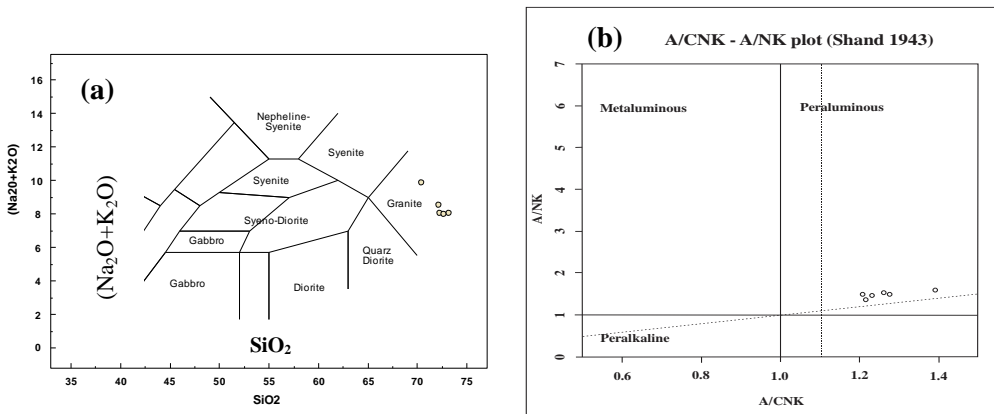 (a)
(Na20+K2O)
(Na₂O+K₂O)
16
14
12
10
8
6
4
2
0
Nepheline-
Syenite
Syenite
Syenite
Granite
Syeno-Diorite
Gabbro
Quarz
Diorite
Gabbro
Diorite
SiO₂
35 40 45 50 55 60 65 70 75
SiO2
(b) A/CNK - A/NK plot (Shand 1943)
A/NK
7
6
5
4
3
2
1
0
Metaluminous Peraluminous
Peralkaline
0.6 0.8 1.0 1.2 1.4
A/CNK